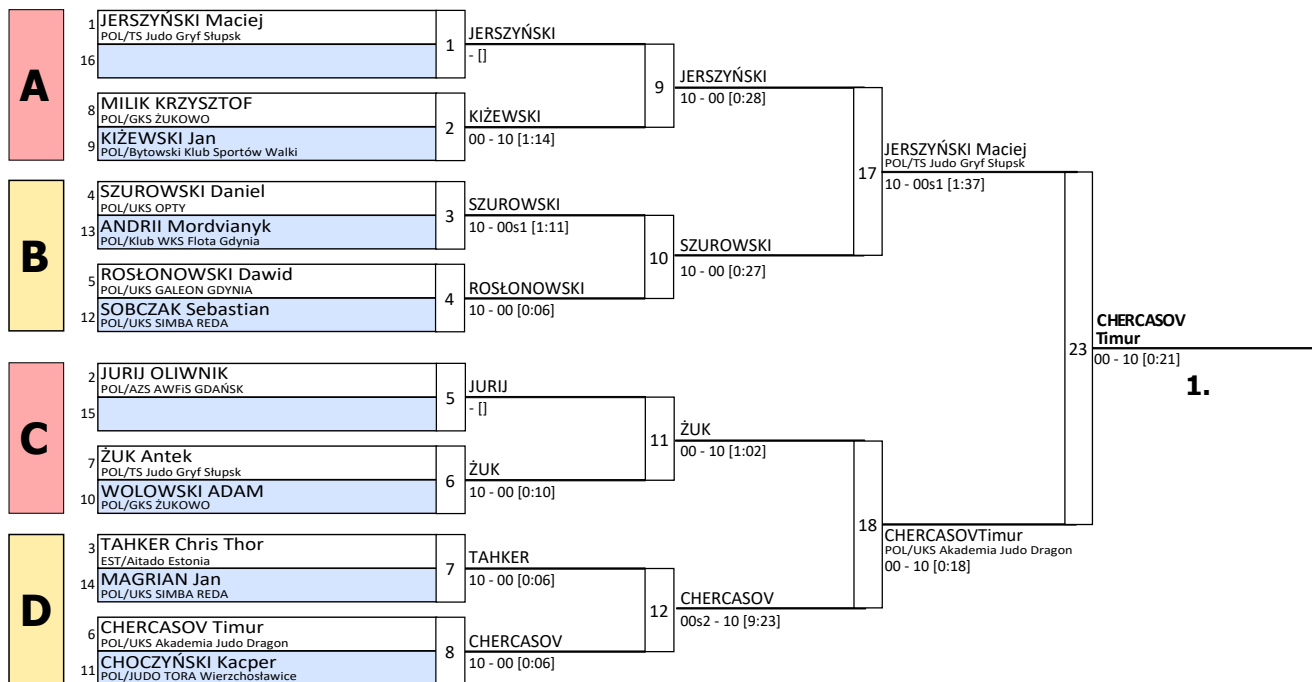 A
1 JERSZYŃSKI Maciej
POL/TS Judo Gryf Słupsk
16
1
JERSZYŃSKI
- []
8 MILIK KRZYSZTOF
POL/GKS ŻUKOWO
9 KIŻEWSKI Jan
POL/Bytowski Klub Sportów Walki
2
KIŻEWSKI
00 - 10 [1:14]
9
JERSZYŃSKI
10 - 00 [0:28]
B
4 SZUROWSKI Daniel
POL/UKS OPTY
13 ANDRII Mordvianyk
POL/Klub WKS Flota Gdynia
3
SZUROWSKI
10 - 00s1 [1:11]
5 ROSŁONOWSKI Dawid
POL/UKS GALEON GDYNIA
12 SOBCZAK Sebastian
POL/UKS SIMBA REDA
4
ROSŁONOWSKI
10 - 00 [0:06]
10
SZUROWSKI
10 - 00 [0:27]
17
JERSZYŃSKI Maciej
POL/TS Judo Gryf Słupsk
10 - 00s1 [1:37]
C
2 JURIJ OLIWNIK
POL/AZS AWFiS GDAŃSK
15
5
JURIJ
- []
7 ŻUK Antek
POL/TS Judo Gryf Słupsk
10 WOLOWSKI ADAM
POL/GKS ŻUKOWO
6
ŻUK
10 - 00 [0:10]
11
ŻUK
00 - 10 [1:02]
D
3 TAHKER Chris Thor
EST/Aitado Estonia
14 MAGRIAN Jan
POL/UKS SIMBA REDA
7
TAHKER
10 - 00 [0:06]
6 CHERCASOV Timur
POL/UKS Akademia Judo Dragon
11 CHOCZYŃSKI Kacper
POL/JUDO TORA Wierzchosławice
8
CHERCASOV
10 - 00 [0:06]
12
CHERCASOV
00s2 - 10 [9:23]
18
CHERCASOVTimur
POL/UKS Akademia Judo Dragon
00 - 10 [0:18]
23
CHERCASOV
Timur
00 - 10 [0:21]
1.